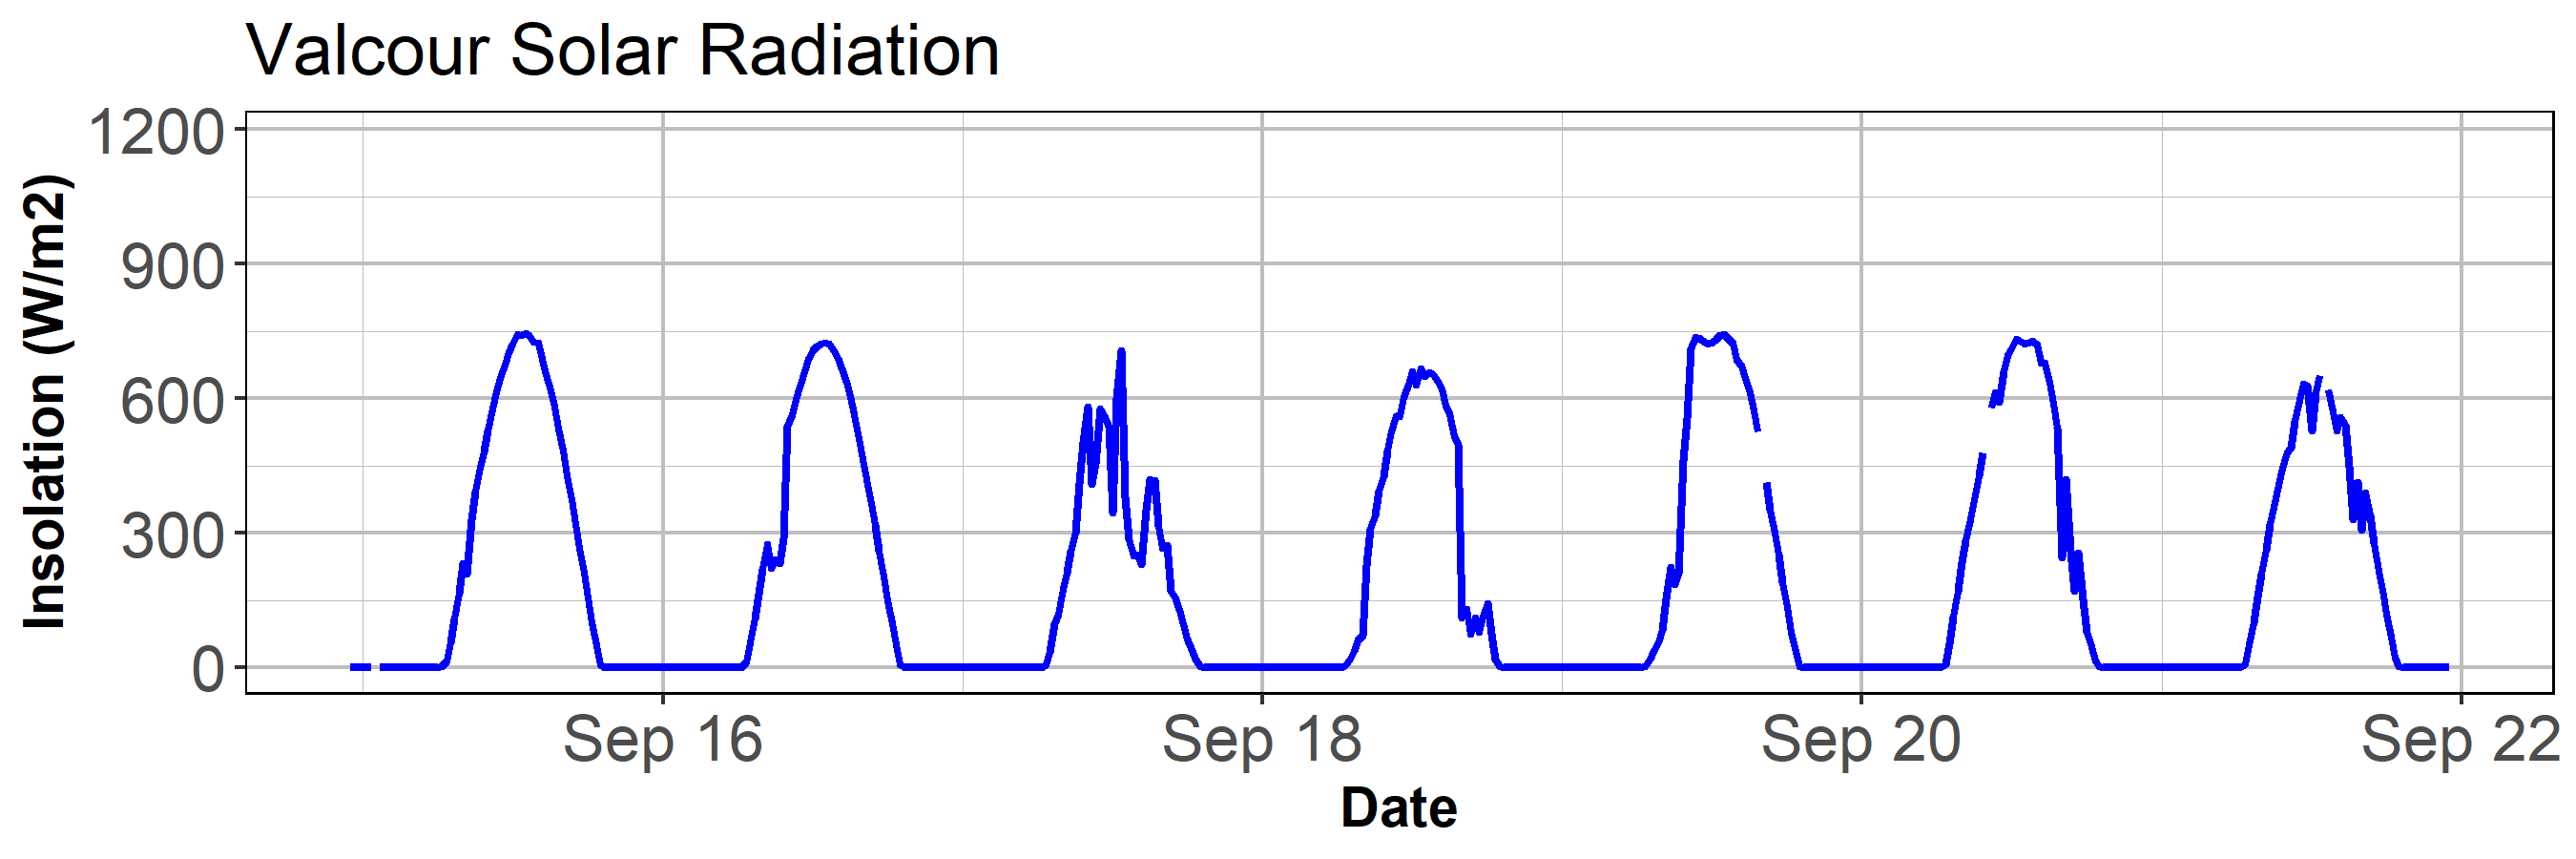 Valcour Solar Radiation
Insolation (W/m2)
1200
900
600
300
0
Sep 16 Sep 18 Sep 20 Sep 22
Date